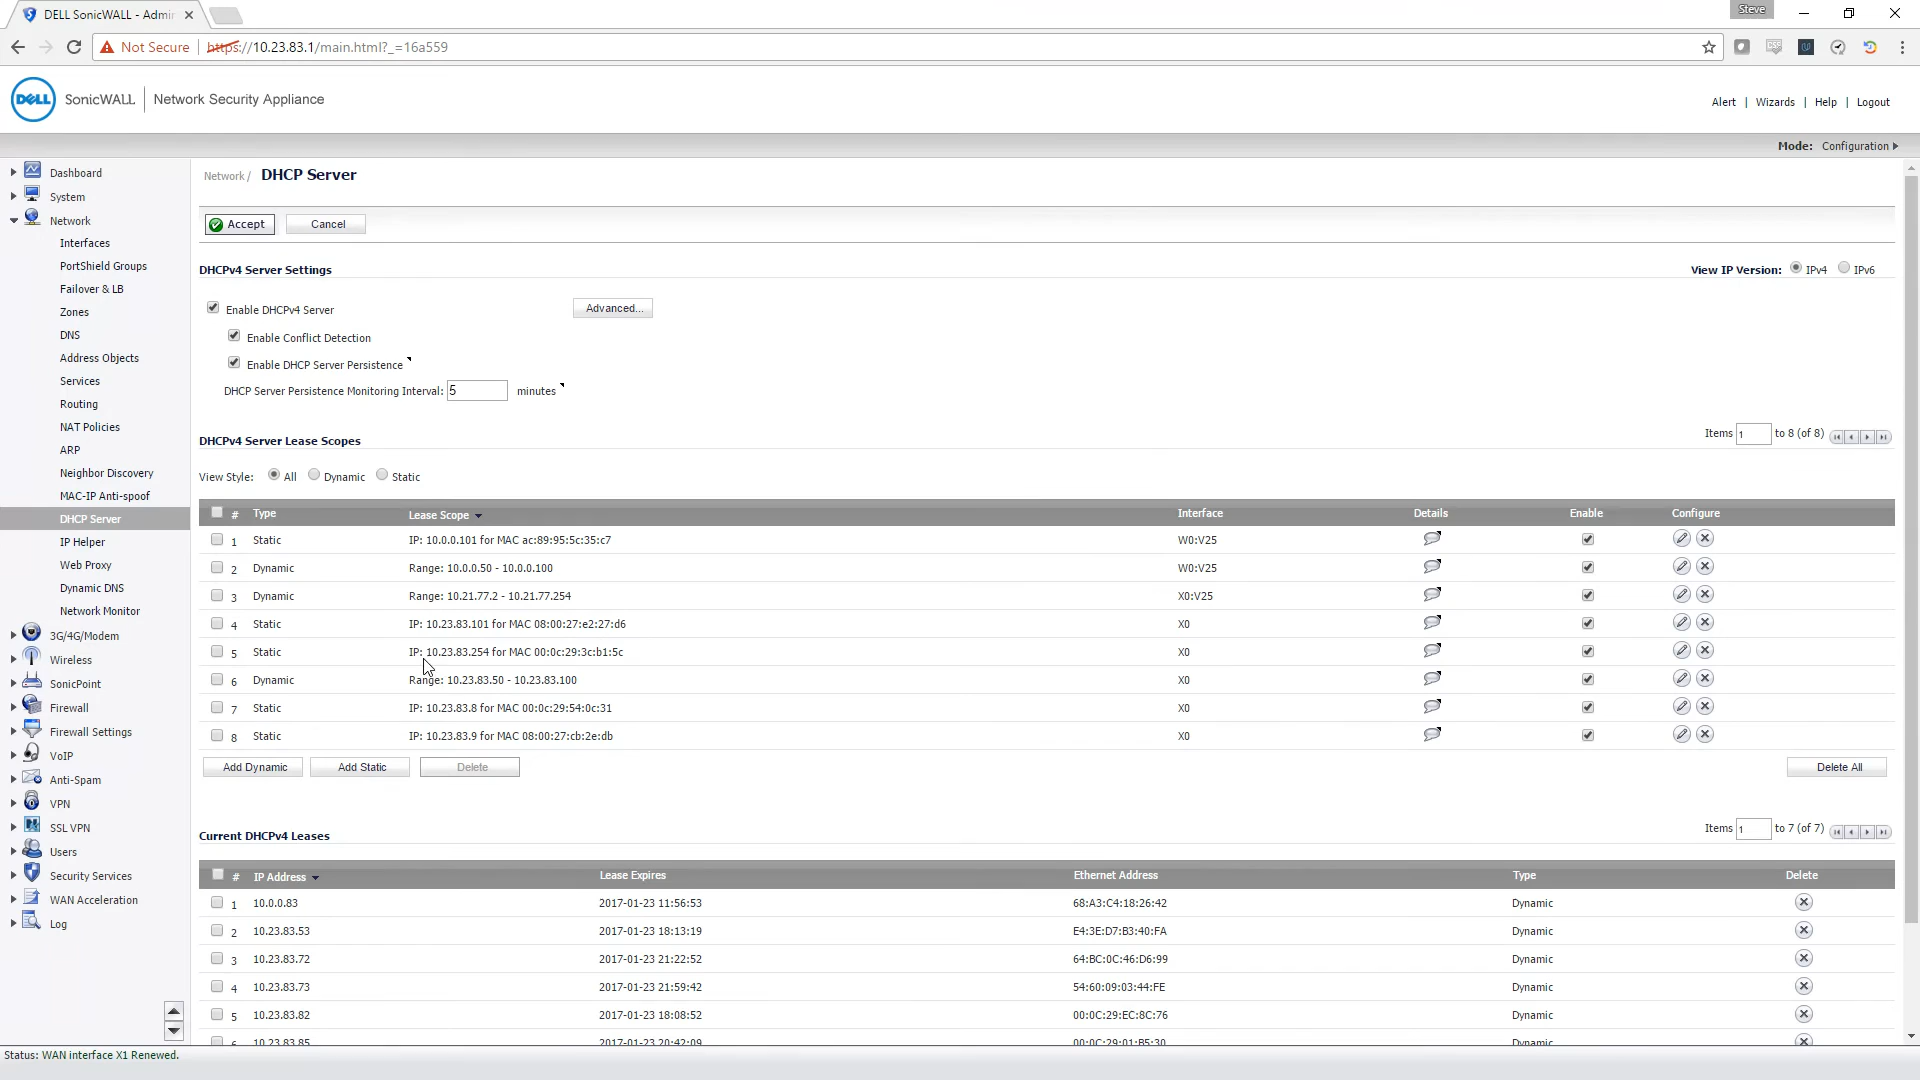 DELL SonicWALL - Admir
Steve
Not Secure https://10.23.83.1/main.html?_=16a559
DELL SonicWALL Network Security Appliance
Alert | Wizards | Help | Logout
Mode: Configuration
Dashboard
System
Network
Interfaces
PortShield Groups
Failover & LB
Zones
DNS
Address Objects
Services
Routing
NAT Policies
ARP
Neighbor Discovery
MAC-IP Anti-spoof
DHCP Server
IP Helper
Web Proxy
Dynamic DNS
Network Monitor
3G/4G/Modem
Wireless
SonicPoint
Firewall
Firewall Settings
VoIP
Anti-Spam
VPN
SSL VPN
Users
Security Services
WAN Acceleration
Log
Network / DHCP Server
Accept Cancel
DHCPv4 Server Settings
View IP Version: IPv4 IPv6
Enable DHCPv4 Server Advanced...
Enable Conflict Detection
Enable DHCP Server Persistence
DHCP Server Persistence Monitoring Interval: 5 minutes
DHCPv4 Server Lease Scopes Items 1 to 8 (of 8)
View Style: All Dynamic Static
# Type Lease Scope Interface Details Enable Configure
1 Static IP: 10.0.0.101 for MAC ac:89:95:5c:35:c7 W0:V25
2 Dynamic Range: 10.0.0.50 - 10.0.0.100 W0:V25
3 Dynamic Range: 10.21.77.2 - 10.21.77.254 X0:V25
4 Static IP: 10.23.83.101 for MAC 08:00:27:e2:27:d6 X0
5 Static IP: 10.23.83.254 for MAC 00:0c:29:3c:b1:5c X0
6 Dynamic Range: 10.23.83.50 - 10.23.83.100 X0
7 Static IP: 10.23.83.8 for MAC 00:0c:29:54:0c:31 X0
8 Static IP: 10.23.83.9 for MAC 08:00:27:cb:2e:db X0
Add Dynamic Add Static Delete Delete All
Current DHCPv4 Leases Items 1 to 7 (of 7)
# IP Address Lease Expires Ethernet Address Type Delete
1 10.0.0.83 2017-01-23 11:56:53 68:A3:C4:18:26:42 Dynamic
2 10.23.83.53 2017-01-23 18:13:19 E4:3E:D7:B3:40:FA Dynamic
3 10.23.83.72 2017-01-23 21:22:52 64:BC:0C:46:D6:99 Dynamic
4 10.23.83.73 2017-01-23 21:59:42 54:60:09:03:44:FE Dynamic
5 10.23.83.82 2017-01-23 18:08:52 00:0C:29:EC:8C:76 Dynamic
6 10.23.83.85 2017-01-23 20:42:09 00:0C:29:01:B5:30 Dynamic
Status: WAN interface X1 Renewed.